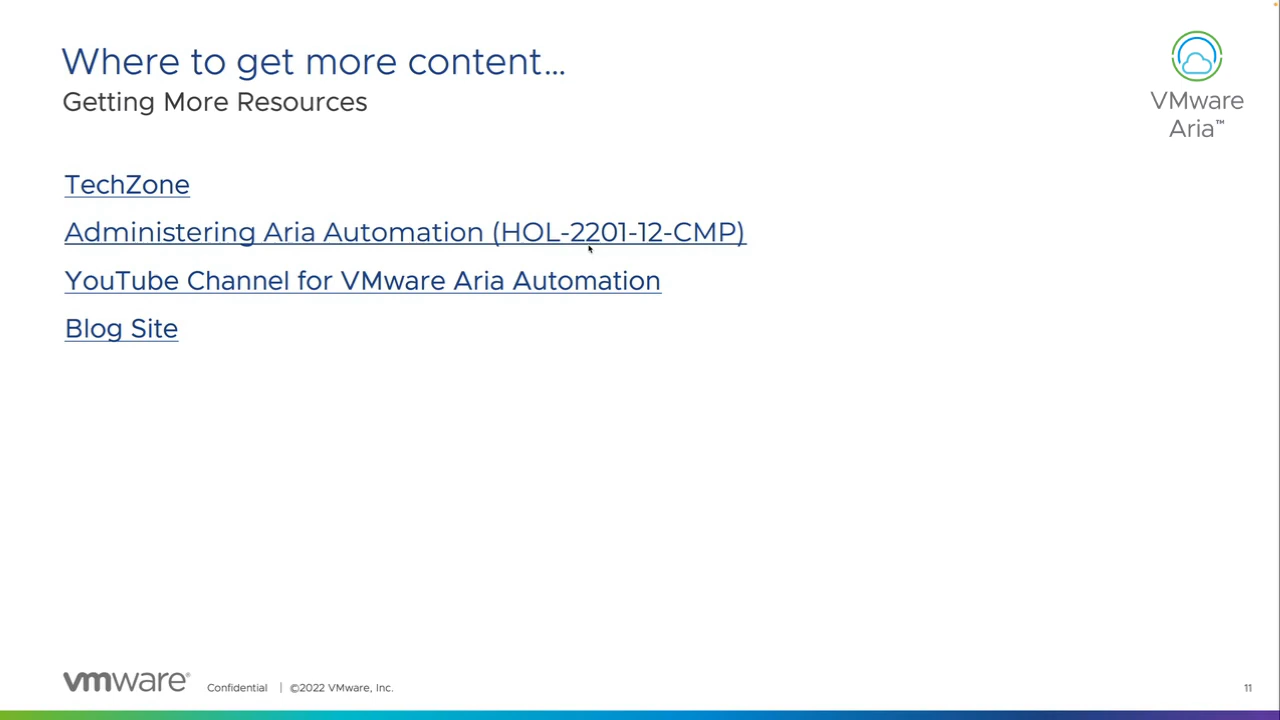 Where to get more content...
Getting More Resources
VMware
Aria™
TechZone
Administering Aria Automation (HOL-2201-12-CMP)
YouTube Channel for VMware Aria Automation
Blog Site
vmware®
Confidential | ©2022 VMware, Inc.
11